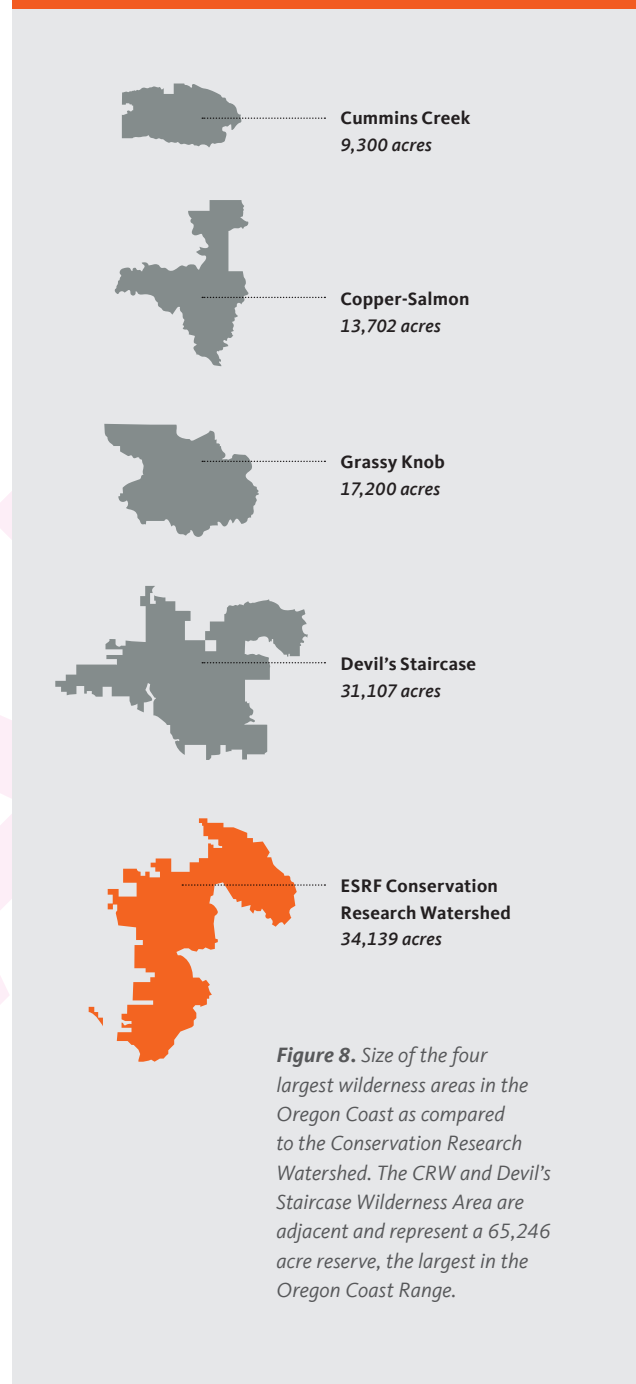 Cummins Creek
9,300 acres
Copper-Salmon
13,702 acres
Grassy Knob
17,200 acres
Devil’s Staircase
31,107 acres
ESRF Conservation
Research Watershed
34,139 acres
Figure 8. Size of the four
largest wilderness areas in the
Oregon Coast as compared
to the Conservation Research
Watershed. The CRW and Devil’s
Staircase Wilderness Area are
adjacent and represent a 65,246
acre reserve, the largest in the
Oregon Coast Range.